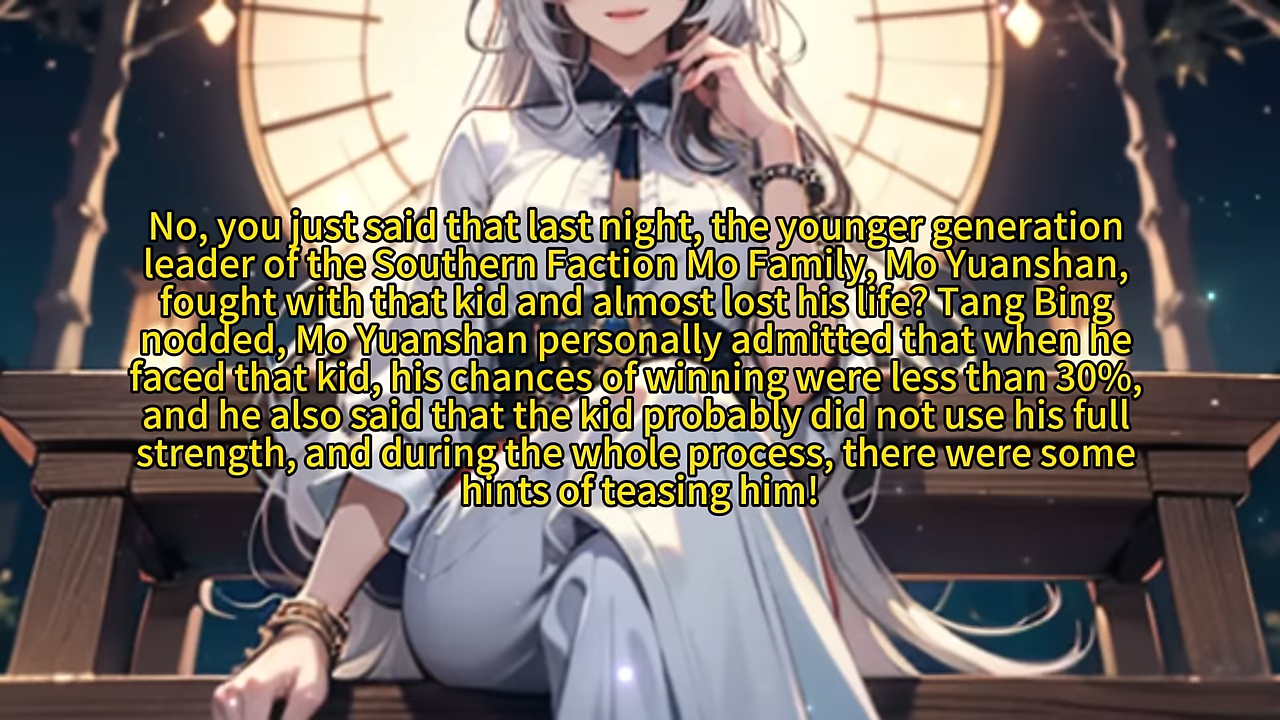 No, you just said that last night, the younger generation
leader of the Southern Faction Mo Family, Mo Yuanshan,
fought with that kid and almost lost his life? Tang Bing
nodded, Mo Yuanshan personally admitted that when he
faced that kid, his chances of winning were less than 30%,
and he also said that the kid probably did not use his full
strength, and during the whole process, there were some
hints of teasing him!